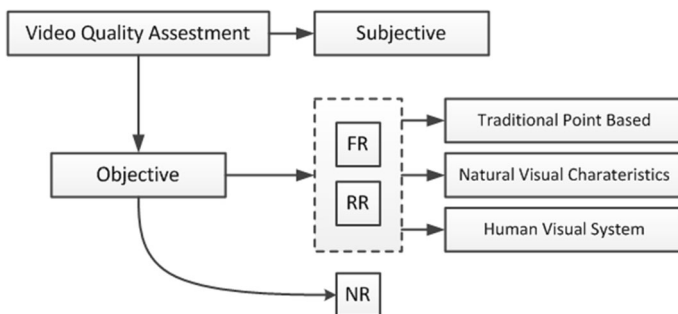 Video Quality Assestment
Subjective
Traditional Point Based
FR
Objective
Natural Visual Charateristics
RR
Human Visual System
NR